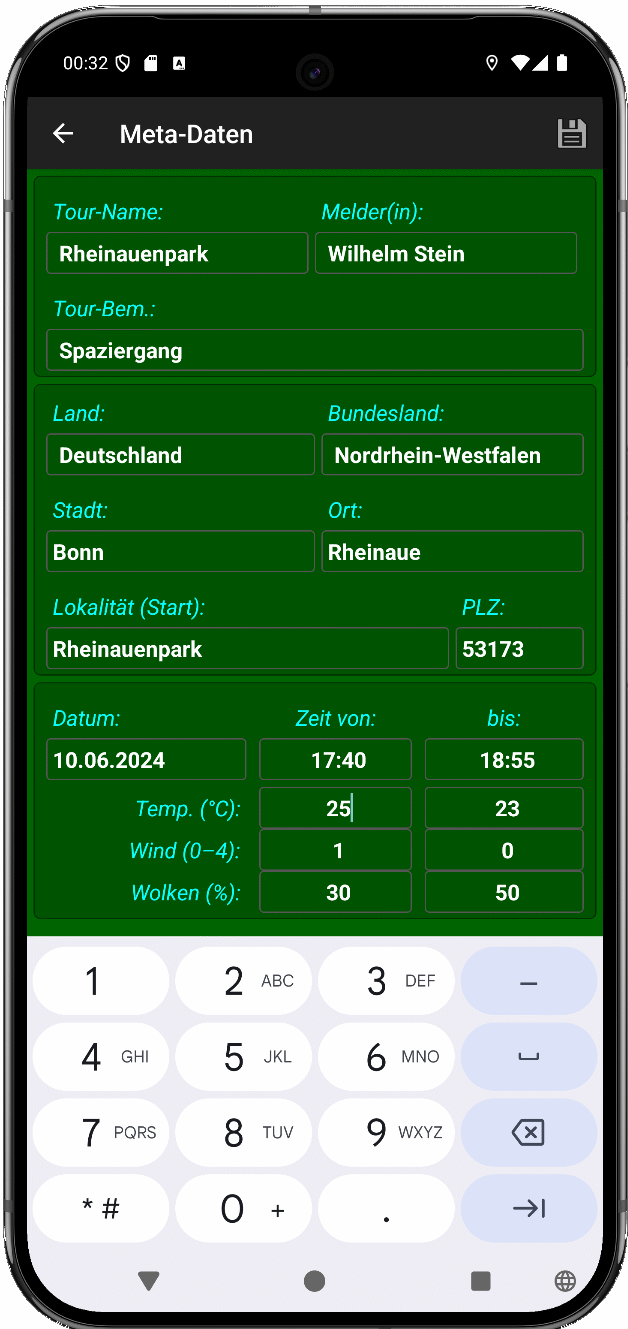 00:32
Meta-Daten
Tour-Name: Melder(in):
Rheinauenpark Wilhelm Stein
Tour-Bem.:
Spaziergang
Land: Bundesland:
Deutschland Nordrhein-Westfalen
Stadt: Ort:
Bonn Rheinaue
Lokalität (Start): PLZ:
Rheinauenpark 53173
Datum: Zeit von: bis:
10.06.2024 17:40 18:55
Temp. (°C): 25 23
Wind (0–4): 1 0
Wolken (%): 30 50
1 2 ABC 3 DEF –
4 GHI 5 JKL 6 MNO
7 PQRS 8 TUV 9 WXYZ
* # 0 + .